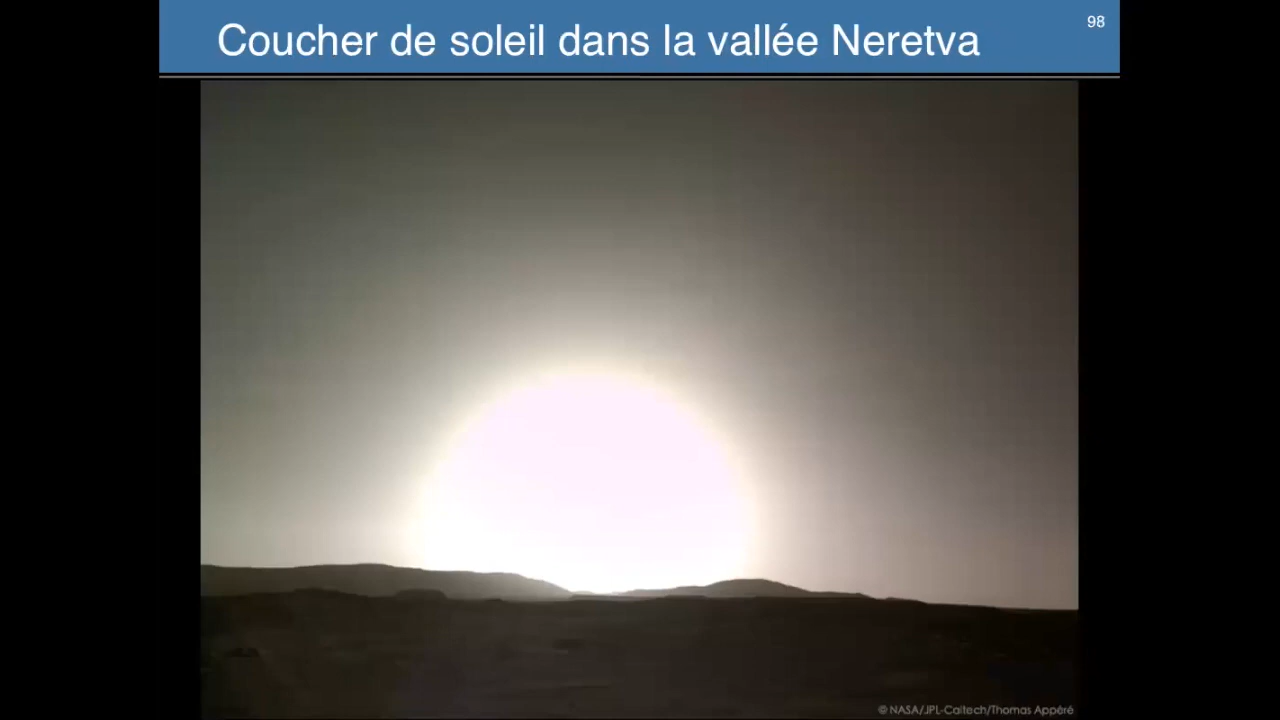 Coucher de soleil dans la vallée Neretva
98
© NASA/JPL-Caltech/Thomas Appéré